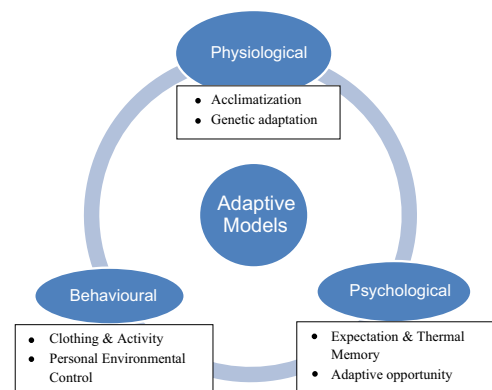 Physiological
• Acclimatization
• Genetic adaptation
Adaptive
Models
Behavioural
• Clothing & Activity
• Personal Environmental
Control
Psychological
• Expectation & Thermal
Memory
• Adaptive opportunity